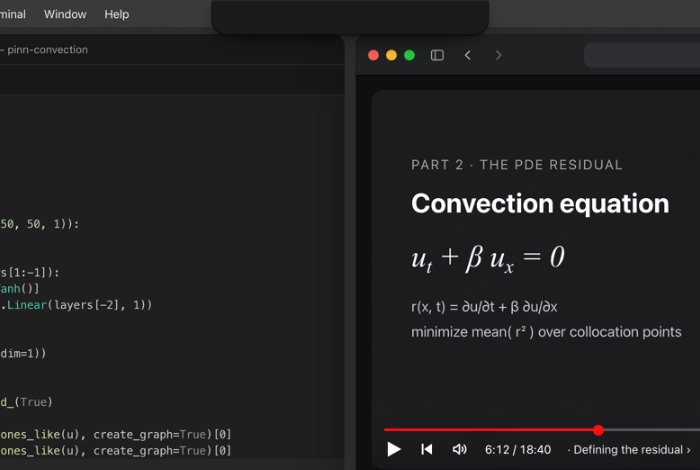 minal Window Help
– pinn-convection
50, 50, 1)):
s[1:-1]):
anh()]
.Linear(layers[-2], 1))
dim=1))
d_(True)
ones_like(u), create_graph=True)[0]
ones_like(u), create_graph=True)[0]
PART 2 · THE PDE RESIDUAL
Convection equation
uₜ + β uₓ = 0
r(x, t) = ∂u/∂t + β ∂u/∂x
minimize mean( r² ) over collocation points
6:12 / 18:40 · Defining the residual ›